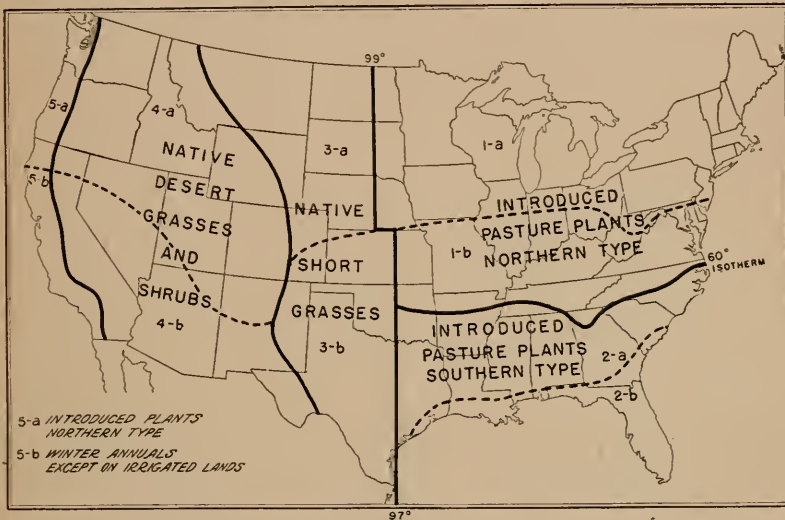 99°
5-a
4-a
NATIVE
DESERT
GRASSES
AND
SHRUBS
4-b
5-b
3-a
NATIVE
SHORT
GRASSES
3-b
1-a
INTRODUCED
PASTURE PLANTS
NORTHERN TYPE
1-b
60°
ISOTHERM
INTRODUCED
PASTURE PLANTS
SOUTHERN TYPE
2-a
2-b
5-a INTRODUCED PLANTS
NORTHERN TYPE
5-b WINTER ANNUALS
EXCEPT ON IRRIGATED LANDS
97°